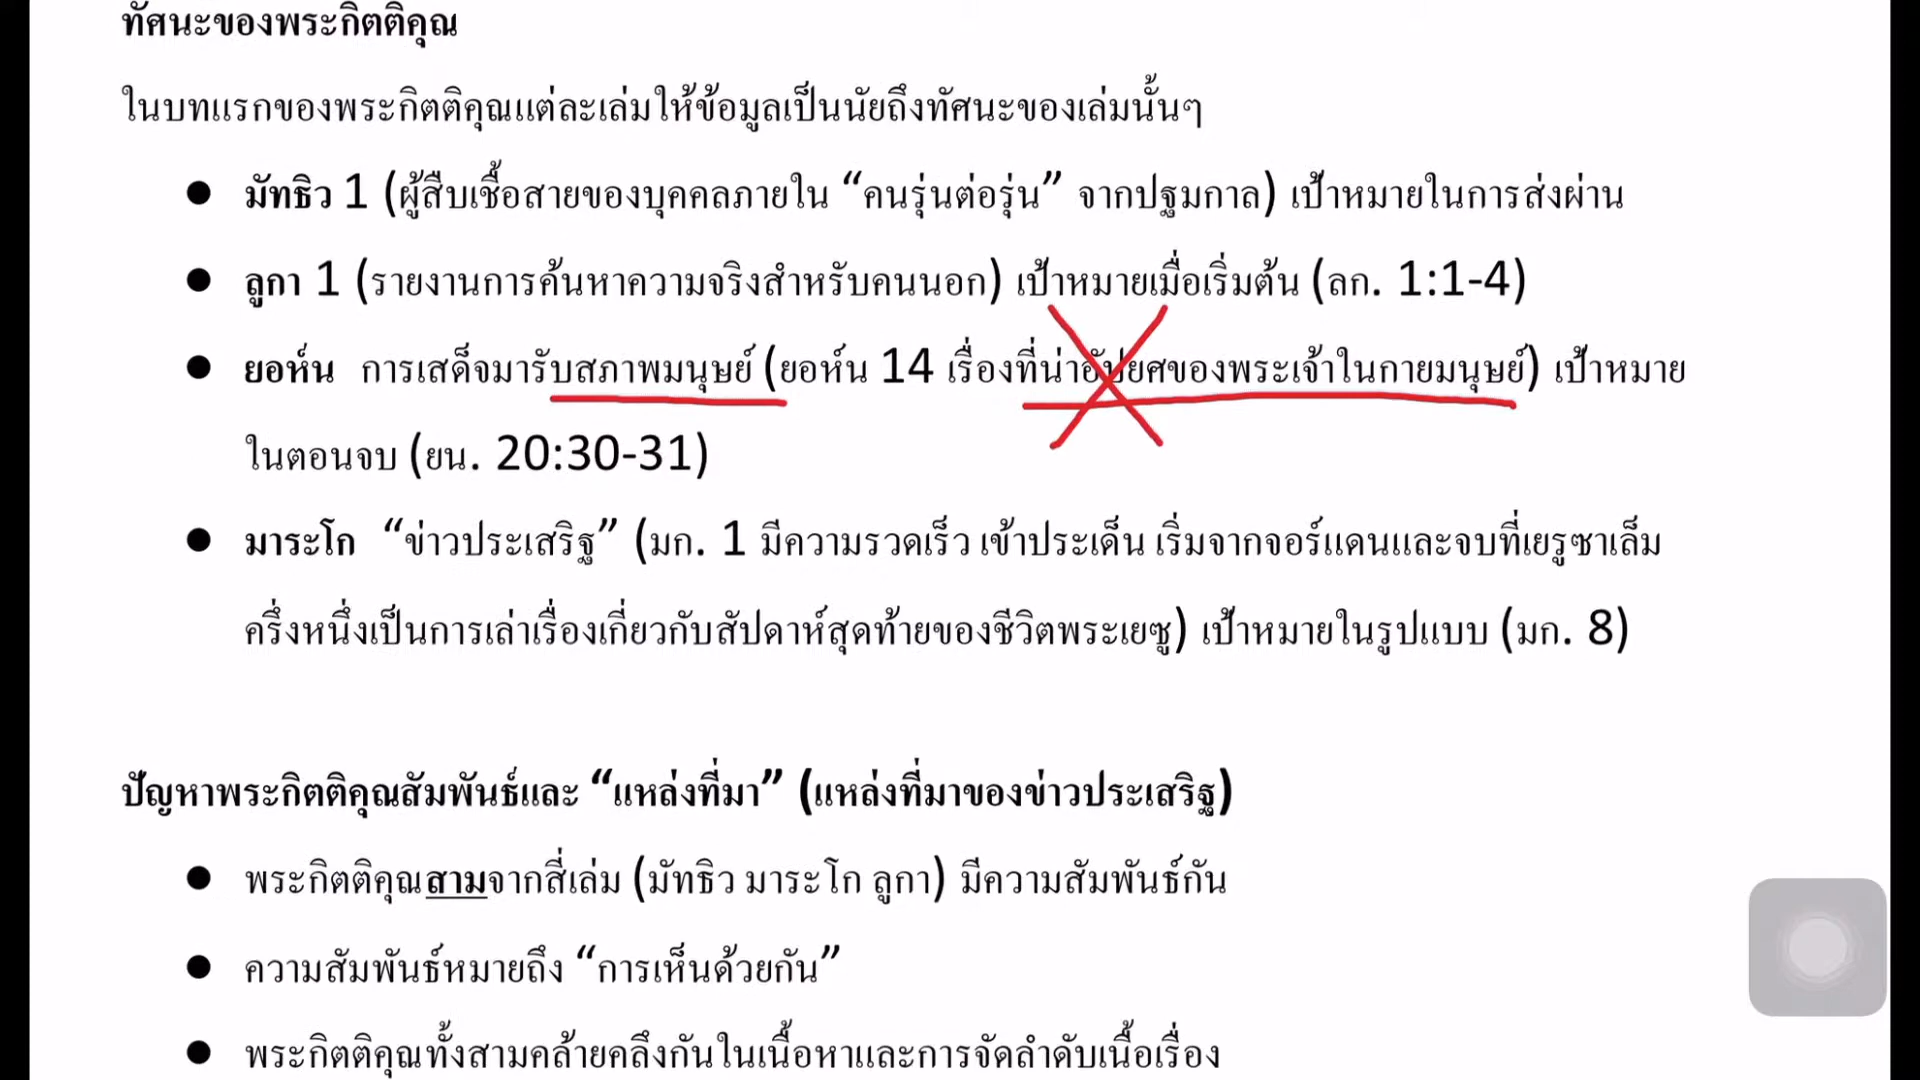 ทัศนะของพระกิตติคุณ
ในบทแรกของพระกิตติคุณแต่ละเล่มให้ข้อมูลเป็นนัยถึงทัศนะของเล่มนั้นๆ
● มัทธิว 1 (ผู้สืบเชื้อสายของบุคคลภายใน “คนรุ่นต่อรุ่น” จากปฐมกาล) เป้าหมายในการส่งผ่าน
● ลูกา 1 (รายงานการค้นหาความจริงสำหรับคนนอก) เป้าหมายเมื่อเริ่มต้น (ลก. 1:1-4)
● ยอห์น การเสด็จมารับสภาพมนุษย์ (ยอห์น 14 เรื่องที่น่าอัปยศของพระเจ้าในกายมนุษย์) เป้าหมาย
ในตอนจบ (ยน. 20:30-31)
● มาระโก “ข่าวประเสริฐ” (มก. 1 มีความรวดเร็ว เข้าประเด็น เริ่มจากจอร์แดนและจบที่เยรูซาเล็ม
ครึ่งหนึ่งเป็นการเล่าเรื่องเกี่ยวกับสัปดาห์สุดท้ายของชีวิตพระเยซู) เป้าหมายในรูปแบบ (มก. 8)
ปัญหาพระกิตติคุณสัมพันธ์และ “แหล่งที่มา” (แหล่งที่มาของข่าวประเสริฐ)
● พระกิตติคุณสามจากสี่เล่ม (มัทธิว มาระโก ลูกา) มีความสัมพันธ์กัน
● ความสัมพันธ์หมายถึง “การเห็นด้วยกัน”
● พระกิตติคุณทั้งสามคล้ายคลึงกันในเนื้อหาและการจัดลำดับเนื้อเรื่อง